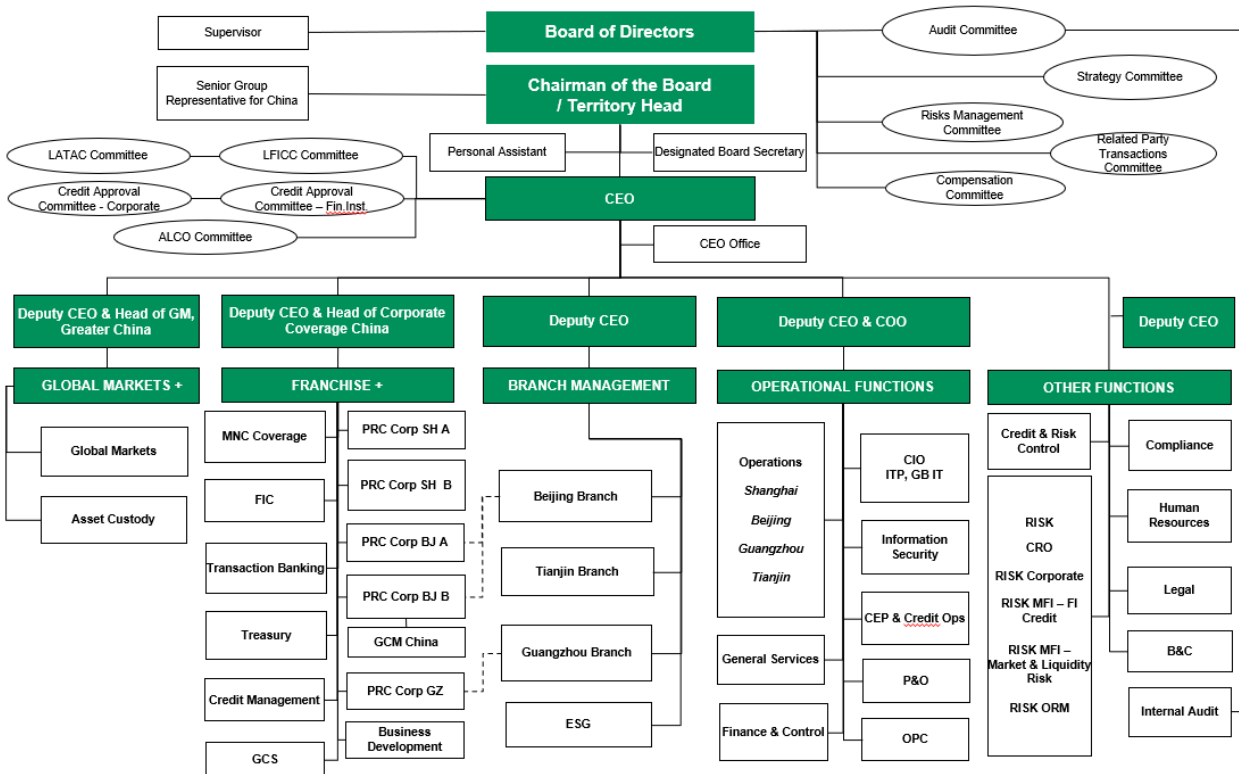 Supervisor
Board of Directors
Audit Committee
Strategy Committee
Senior Group
Representative for China
Chairman of the Board
/ Territory Head
Risks Management
Committee
Related Party
Transactions
Committee
Personal Assistant
Designated Board Secretary
LATAC Committee
LFICC Committee
Credit Approval
Committee - Corporate
Credit Approval
Committee – Fin.Inst.
CEO
Compensation
Committee
ALCO Committee
CEO Office
Deputy CEO & Head of GM,
Greater China
Deputy CEO & Head of Corporate
Coverage China
Deputy CEO
Deputy CEO & COO
Deputy CEO
GLOBAL MARKETS +
FRANCHISE +
BRANCH MANAGEMENT
OPERATIONAL FUNCTIONS
OTHER FUNCTIONS
Global Markets
Asset Custody
MNC Coverage
FIC
Transaction Banking
Treasury
Credit Management
GCS
PRC Corp SH A
PRC Corp SH B
PRC Corp BJ A
PRC Corp BJ B
GCM China
PRC Corp GZ
Business
Development
Beijing Branch
Tianjin Branch
Guangzhou Branch
ESG
Operations
Shanghai
Beijing
Guangzhou
Tianjin
General Services
Finance & Control
CIO
ITP, GB IT
Information
Security
CEP & Credit Ops
P&O
OPC
Credit & Risk
Control
RISK
CRO
RISK Corporate
RISK MFI – FI
Credit
RISK MFI –
Market & Liquidity
Risk
RISK ORM
Compliance
Human
Resources
Legal
B&C
Internal Audit